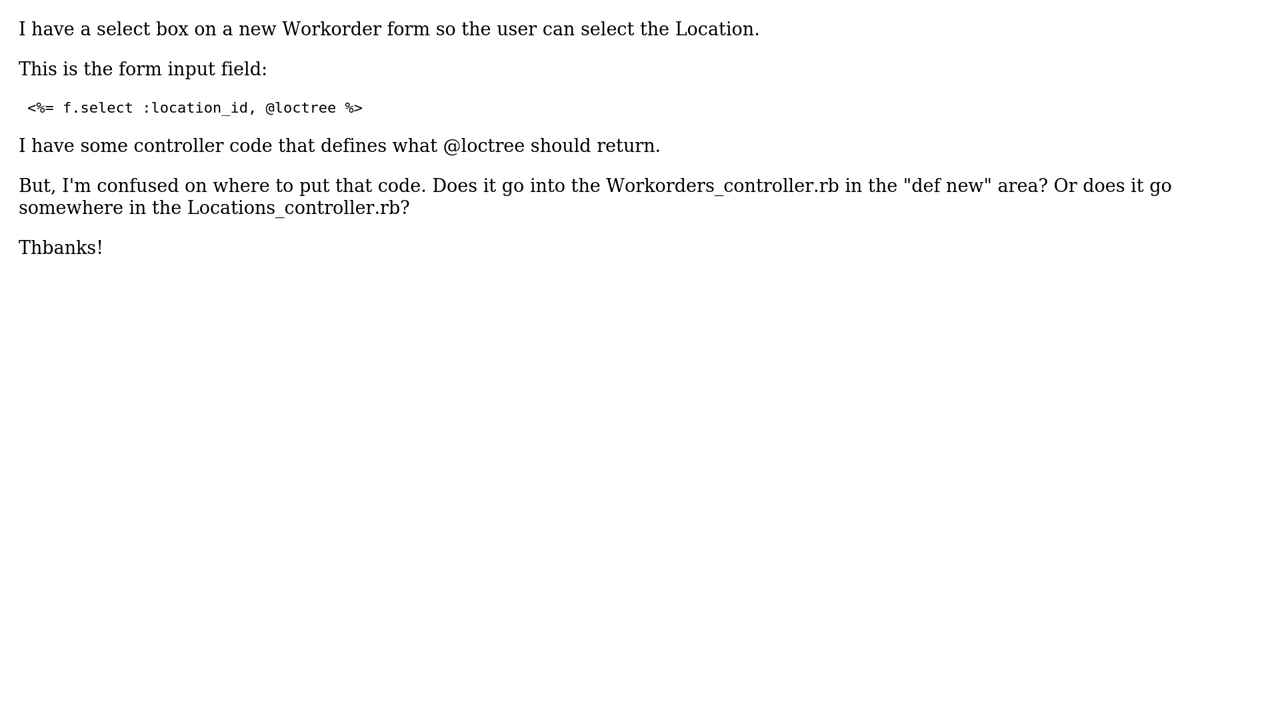 I have a select box on a new Workorder form so the user can select the Location.
This is the form input field:
<%= f.select :location_id, @loctree %>
I have some controller code that defines what @loctree should return.
But, I'm confused on where to put that code. Does it go into the Workorders_controller.rb in the "def new" area? Or does it go
somewhere in the Locations_controller.rb?
Thbanks!